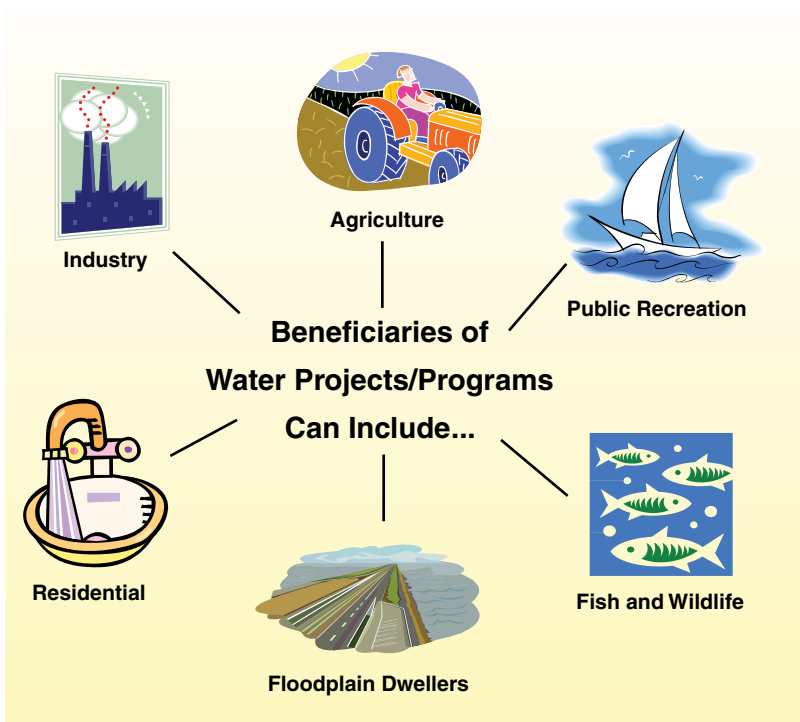 Industry
Agriculture
Public Recreation
Beneficiaries of
Water Projects/Programs
Can Include...
Residential
Fish and Wildlife
Floodplain Dwellers